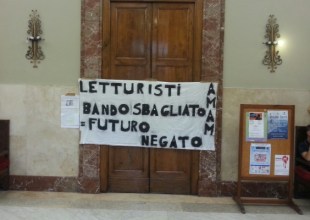 LETTURISTI
BANDO SBAGLIATO
= FUTURO
NEGATO
AMAM